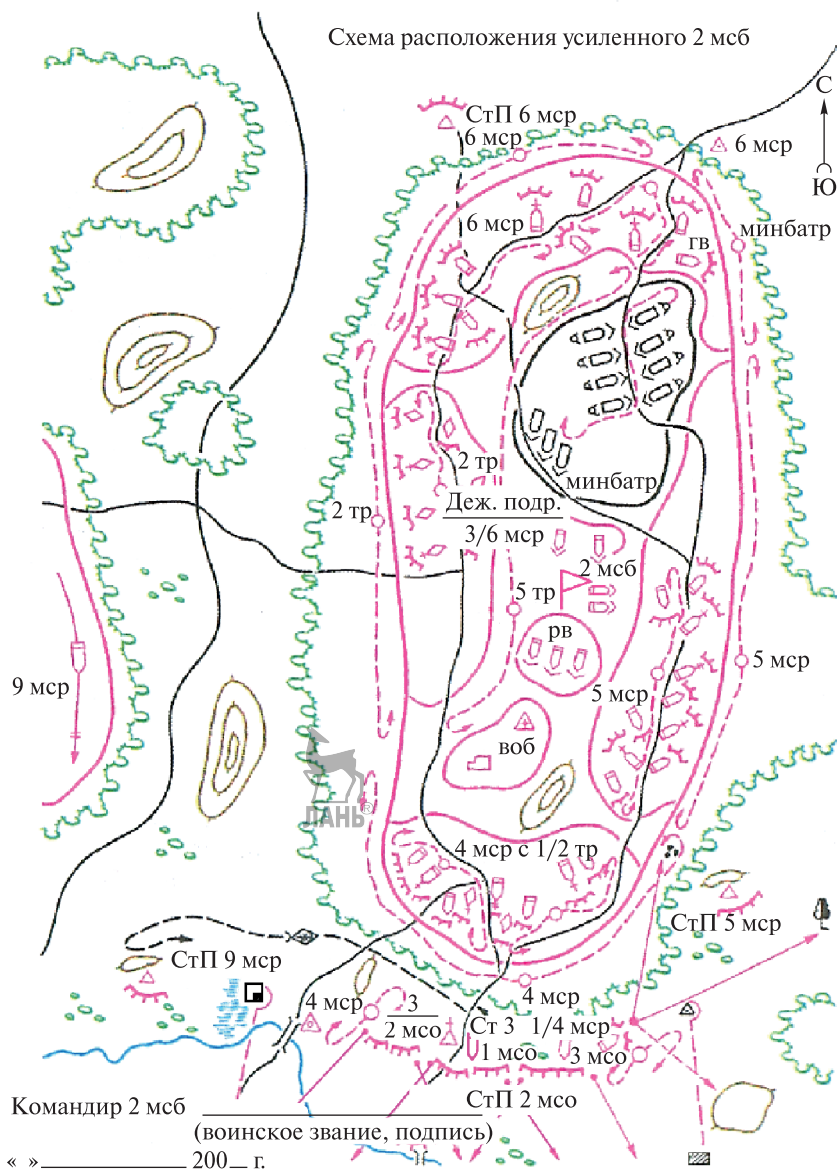 Схема расположения усиленного 2 мсб
С
СтП 6 мср
6 мср
6 мср
Ю
6 мср
минбатр
гв
2 тр
минбатр
2 тр
Деж. подр.
3/6 мср
2 мсб
5 тр
рв
9 мср
5 мср
5 мср
воб
ЛАНЬ®
4 мср с 1/2 тр
СтП 5 мср
СтП 9 мср
4 мср
4 мср
3
2 мсо
Ст 3
1/4 мср
1 мсо
3 мсо
СтП 2 мсо
Командир 2 мсб
(воинское звание, подпись)
« » 200 г.